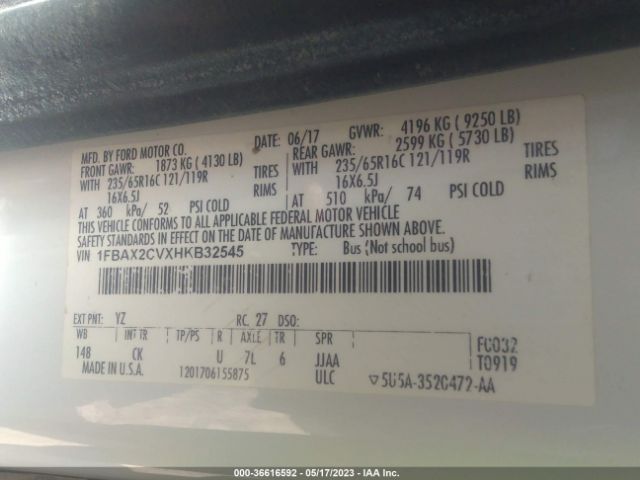 MFD. BY FORD MOTOR CO. DATE: 06/17 GVWR: 4196 KG ( 9250 LB)
FRONT GAWR: 1873 KG ( 4130 LB) REAR GAWR: 2599 KG ( 5730 LB)
WITH 235/65R16C 121/119R TIRES WITH 235/65R16C 121/119R TIRES
16X6.5J RIMS 16X6.5J RIMS
AT 360 kPa/ 52 PSI COLD AT 510 kPa/ 74 PSI COLD
THIS VEHICLE CONFORMS TO ALL APPLICABLE FEDERAL MOTOR VEHICLE
SAFETY STANDARDS IN EFFECT ON THE DATE OF MANUFACTURE SHOWN ABOVE.
VIN 1FBAX2CVXHKB32545 TYPE: Bus (Not school bus)
EXT PNT: YZ RC: 27 DSO:
WB INT TR TP/PS R AXLE TR SPR F0032
148 CK U 7L 6 JJAA T0919
MADE IN U.S.A. 1201706155875 ULC
000-36616592 - 05/17/2023 - IAA Inc.